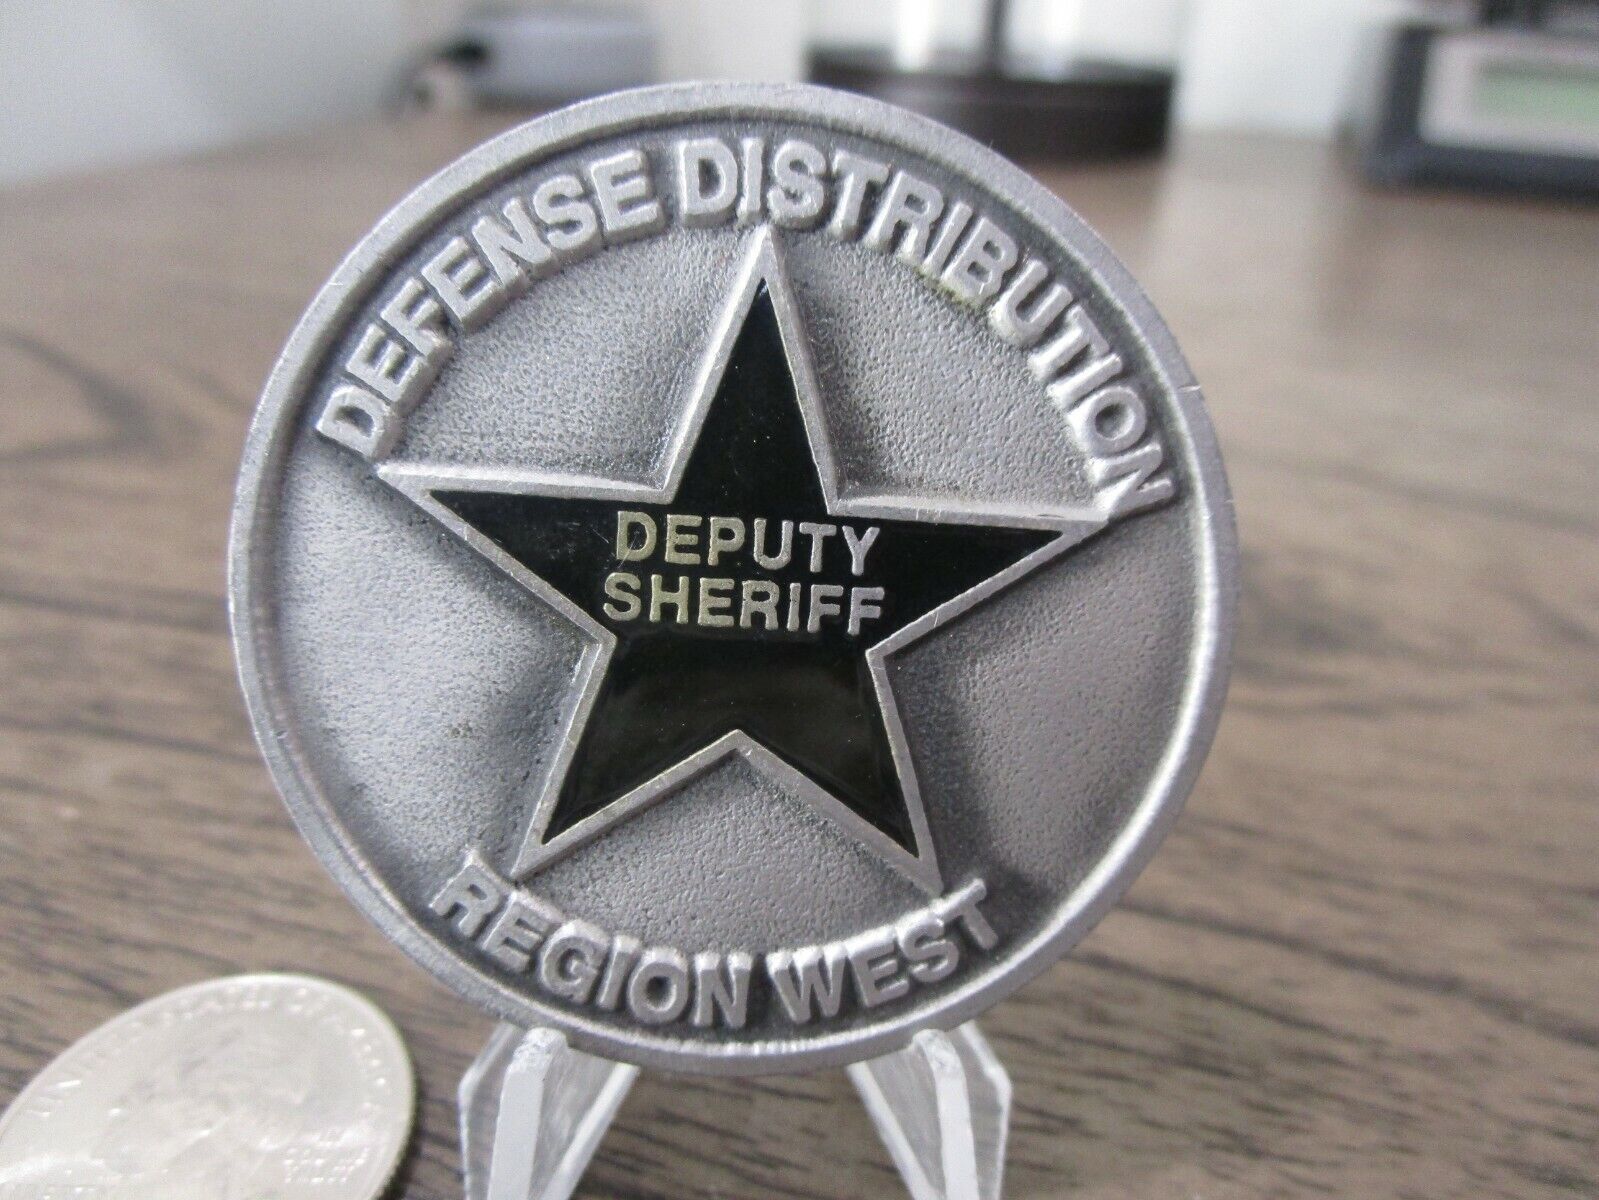 DEFENSE DISTRIBUTION
DEPUTY
SHERIFF
REGION WEST